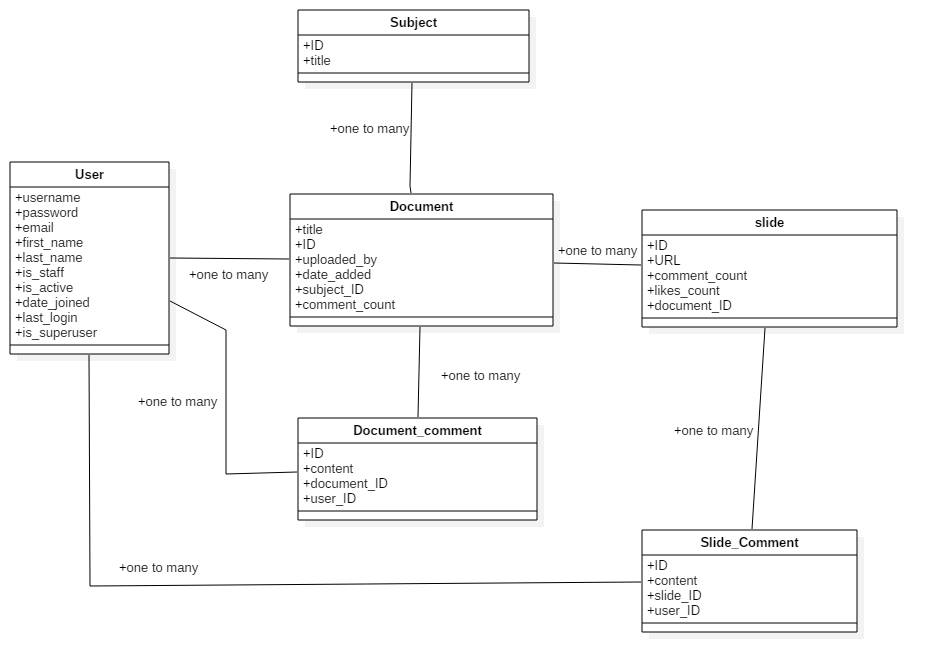 Subject
+ID
+title
+one to many
User
+username
+password
+email
+first_name
+last_name
+is_staff
+is_active
+date_joined
+last_login
+is_superuser
+one to many
Document
+title
+ID
+uploaded_by
+date_added
+subject_ID
+comment_count
+one to many
slide
+ID
+URL
+comment_count
+likes_count
+document_ID
+one to many
+one to many
Document_comment
+ID
+content
+document_ID
+user_ID
+one to many
Slide_Comment
+ID
+content
+slide_ID
+user_ID
+one to many